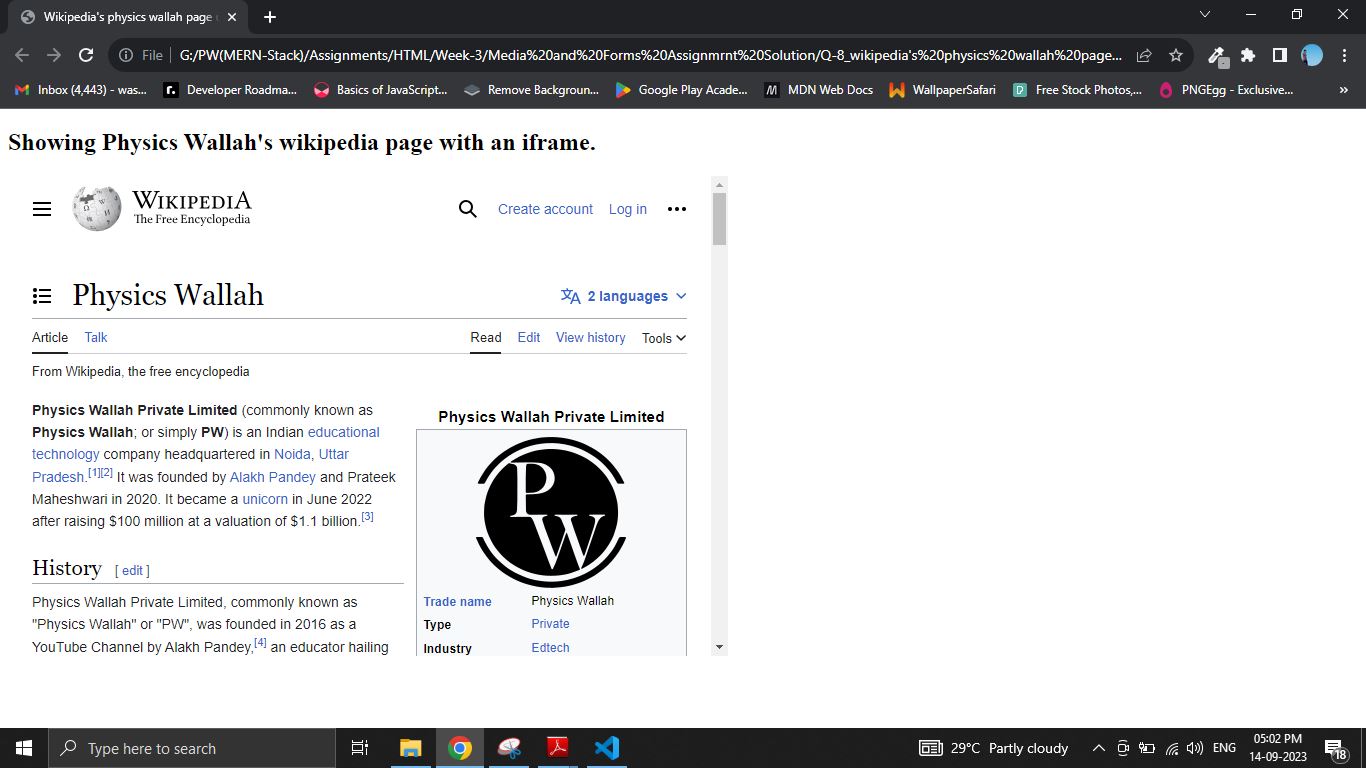 Wikipedia's physics wallah page
File G:/PW(MERN-Stack)/Assignments/HTML/Week-3/Media%20and%20Forms%20Assignmrnt%20Solution/Q-8_wikipedia's%20physics%20wallah%20page...
Inbox (4,443) - was... Developer Roadma... Basics of JavaScript... Remove Backgroun... Google Play Acade... MDN Web Docs WallpaperSafari Free Stock Photos,... PNGEgg - Exclusive... »
Showing Physics Wallah's wikipedia page with an iframe.
WIKIPEDIA
The Free Encyclopedia
Create account Log in
Physics Wallah
2 languages
Article Talk Read Edit View history Tools
From Wikipedia, the free encyclopedia
Physics Wallah Private Limited (commonly known as
Physics Wallah; or simply PW) is an Indian educational
technology company headquartered in Noida, Uttar
Pradesh.[1][2] It was founded by Alakh Pandey and Prateek
Maheshwari in 2020. It became a unicorn in June 2022
after raising $100 million at a valuation of $1.1 billion.[3]
History [ edit ]
Physics Wallah Private Limited, commonly known as
"Physics Wallah" or "PW", was founded in 2016 as a
YouTube Channel by Alakh Pandey,[4] an educator hailing
Physics Wallah Private Limited
P
W
Trade name Physics Wallah
Type Private
Industry Edtech
Type here to search
29°C Partly cloudy
ENG
05:02 PM
14-09-2023
18